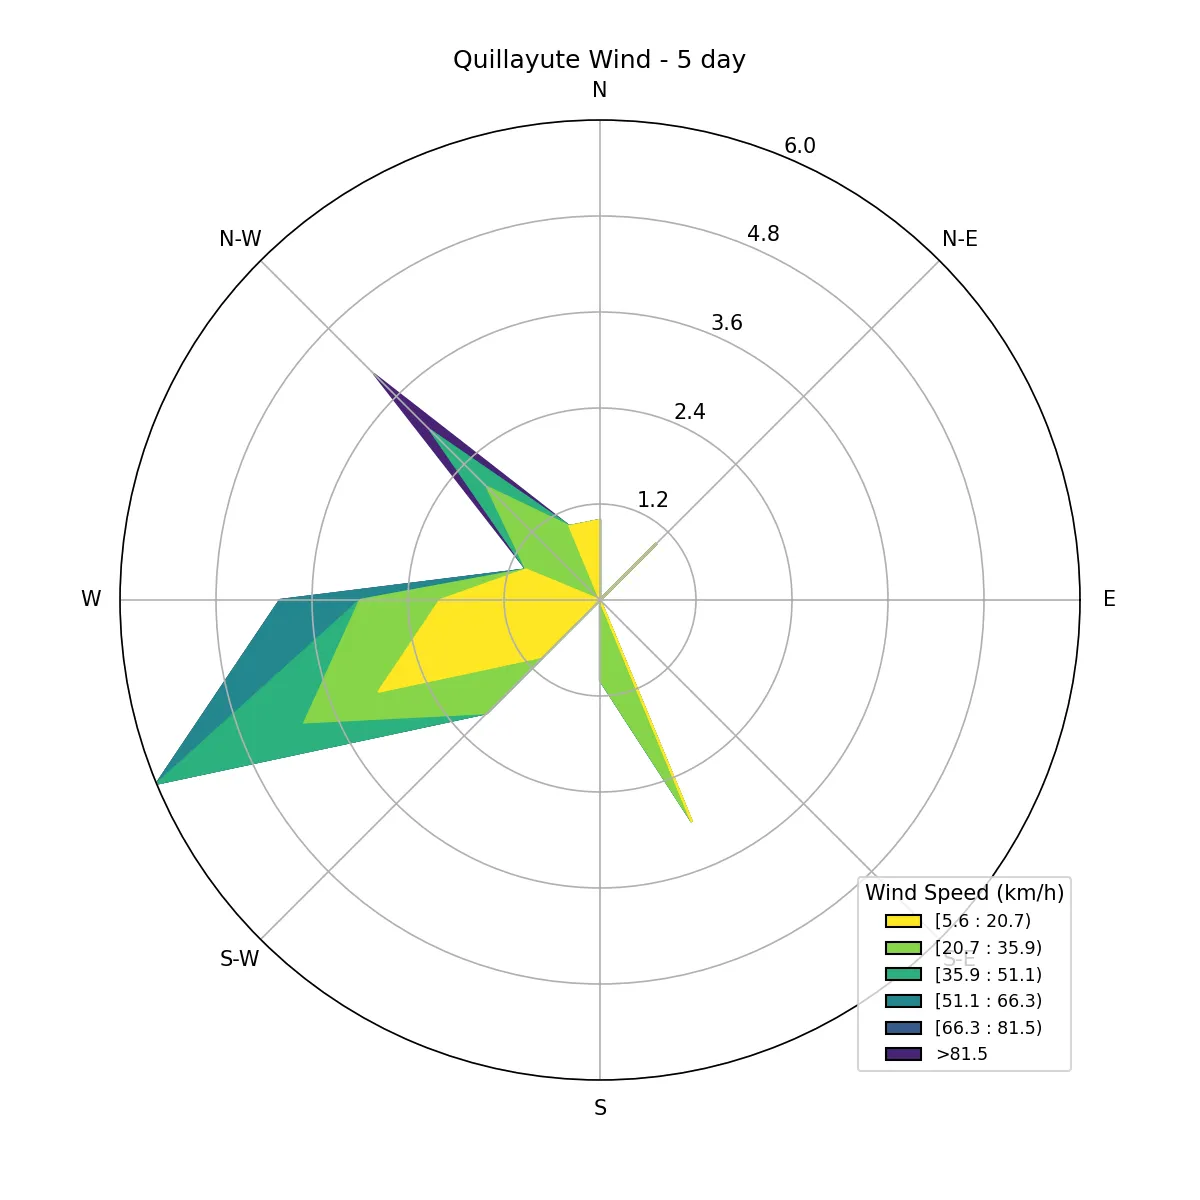 Quillayute Wind - 5 day
N
6.0
N-W
N-E
4.8
3.6
2.4
1.2
W
E
S-W
S-E
S
Wind Speed (km/h)
[5.6 : 20.7)
[20.7 : 35.9)
[35.9 : 51.1)
[51.1 : 66.3)
[66.3 : 81.5)
>81.5